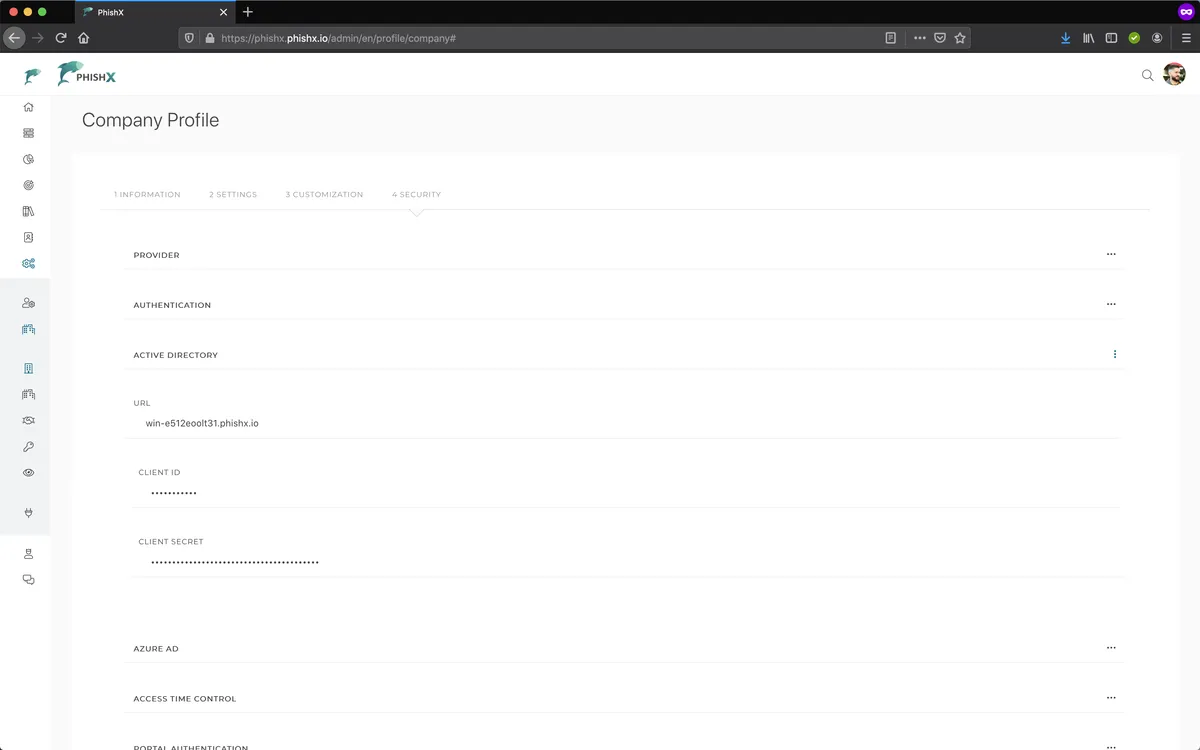 PhishX
https://phishx.phishx.io/admin/en/profile/company#
PHISHX
Company Profile
1 INFORMATION 2 SETTINGS 3 CUSTOMIZATION 4 SECURITY
PROVIDER
AUTHENTICATION
ACTIVE DIRECTORY
URL
win-e512eoolt31.phishx.io
CLIENT ID
•••••••••••
CLIENT SECRET
••••••••••••••••••••••••••••••••••••••••
AZURE AD
ACCESS TIME CONTROL
PORTAL AUTHENTICATION